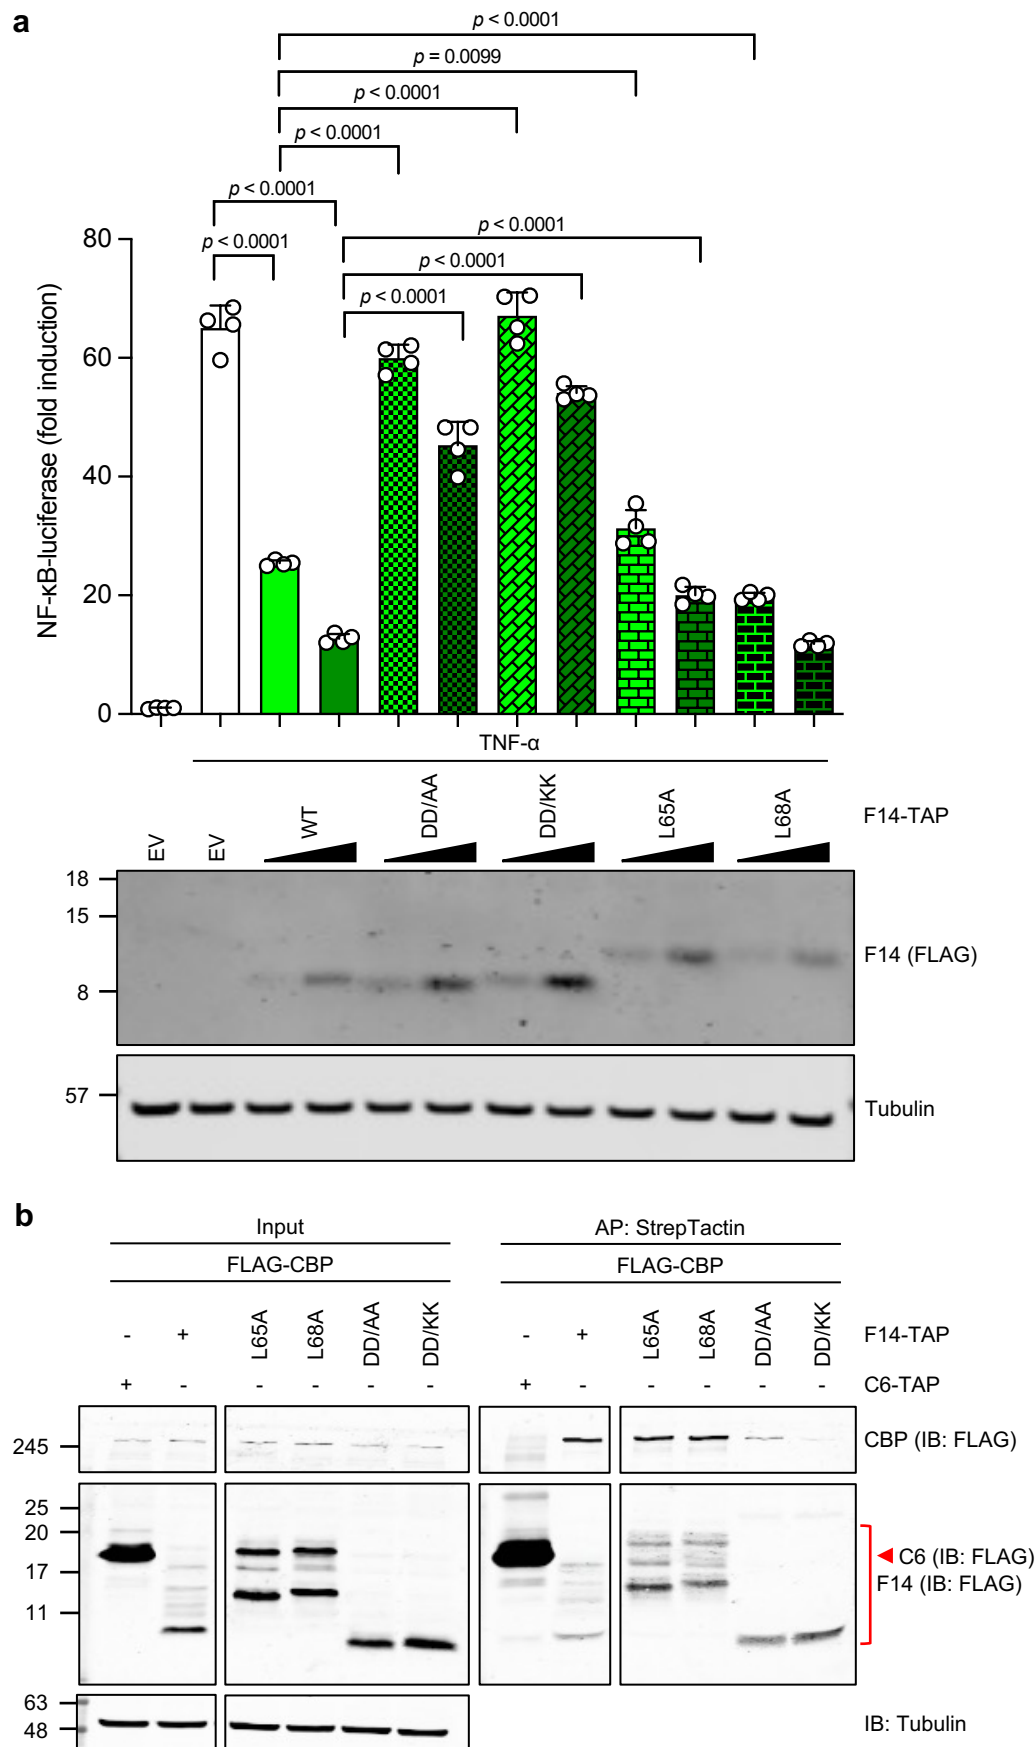 a
p < 0.0001
p = 0.0099
p < 0.0001
p < 0.0001
p < 0.0001
p < 0.0001
p < 0.0001
p < 0.0001
p < 0.0001
NF-κB-luciferase (fold induction)
80
60
40
20
0
TNF-α
EV EV WT DD/AA DD/KK L65A L68A F14-TAP
18
15
8
F14 (FLAG)
57
Tubulin
b
Input AP: StrepTactin
FLAG-CBP FLAG-CBP
- + L65A L68A DD/AA DD/KK - + L65A L68A DD/AA DD/KK F14-TAP
+ - - - - - + - - - - - C6-TAP
245 CBP (IB: FLAG)
25
20
17
11
C6 (IB: FLAG)
F14 (IB: FLAG)
63
48
IB: Tubulin